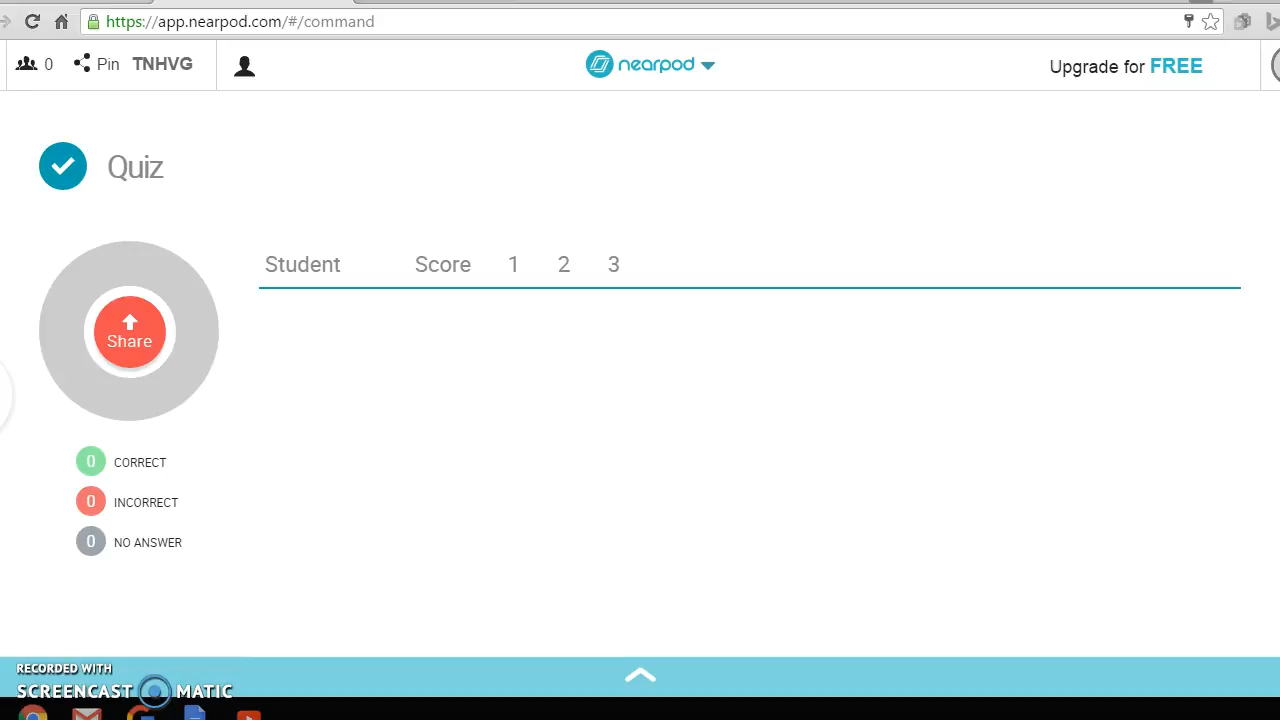 https://app.nearpod.com/#/command
0 Pin TNHVG nearpod Upgrade for FREE
Quiz
Student Score 1 2 3
Share
0 CORRECT
0 INCORRECT
0 NO ANSWER
RECORDED WITH
SCREENCAST MATIC